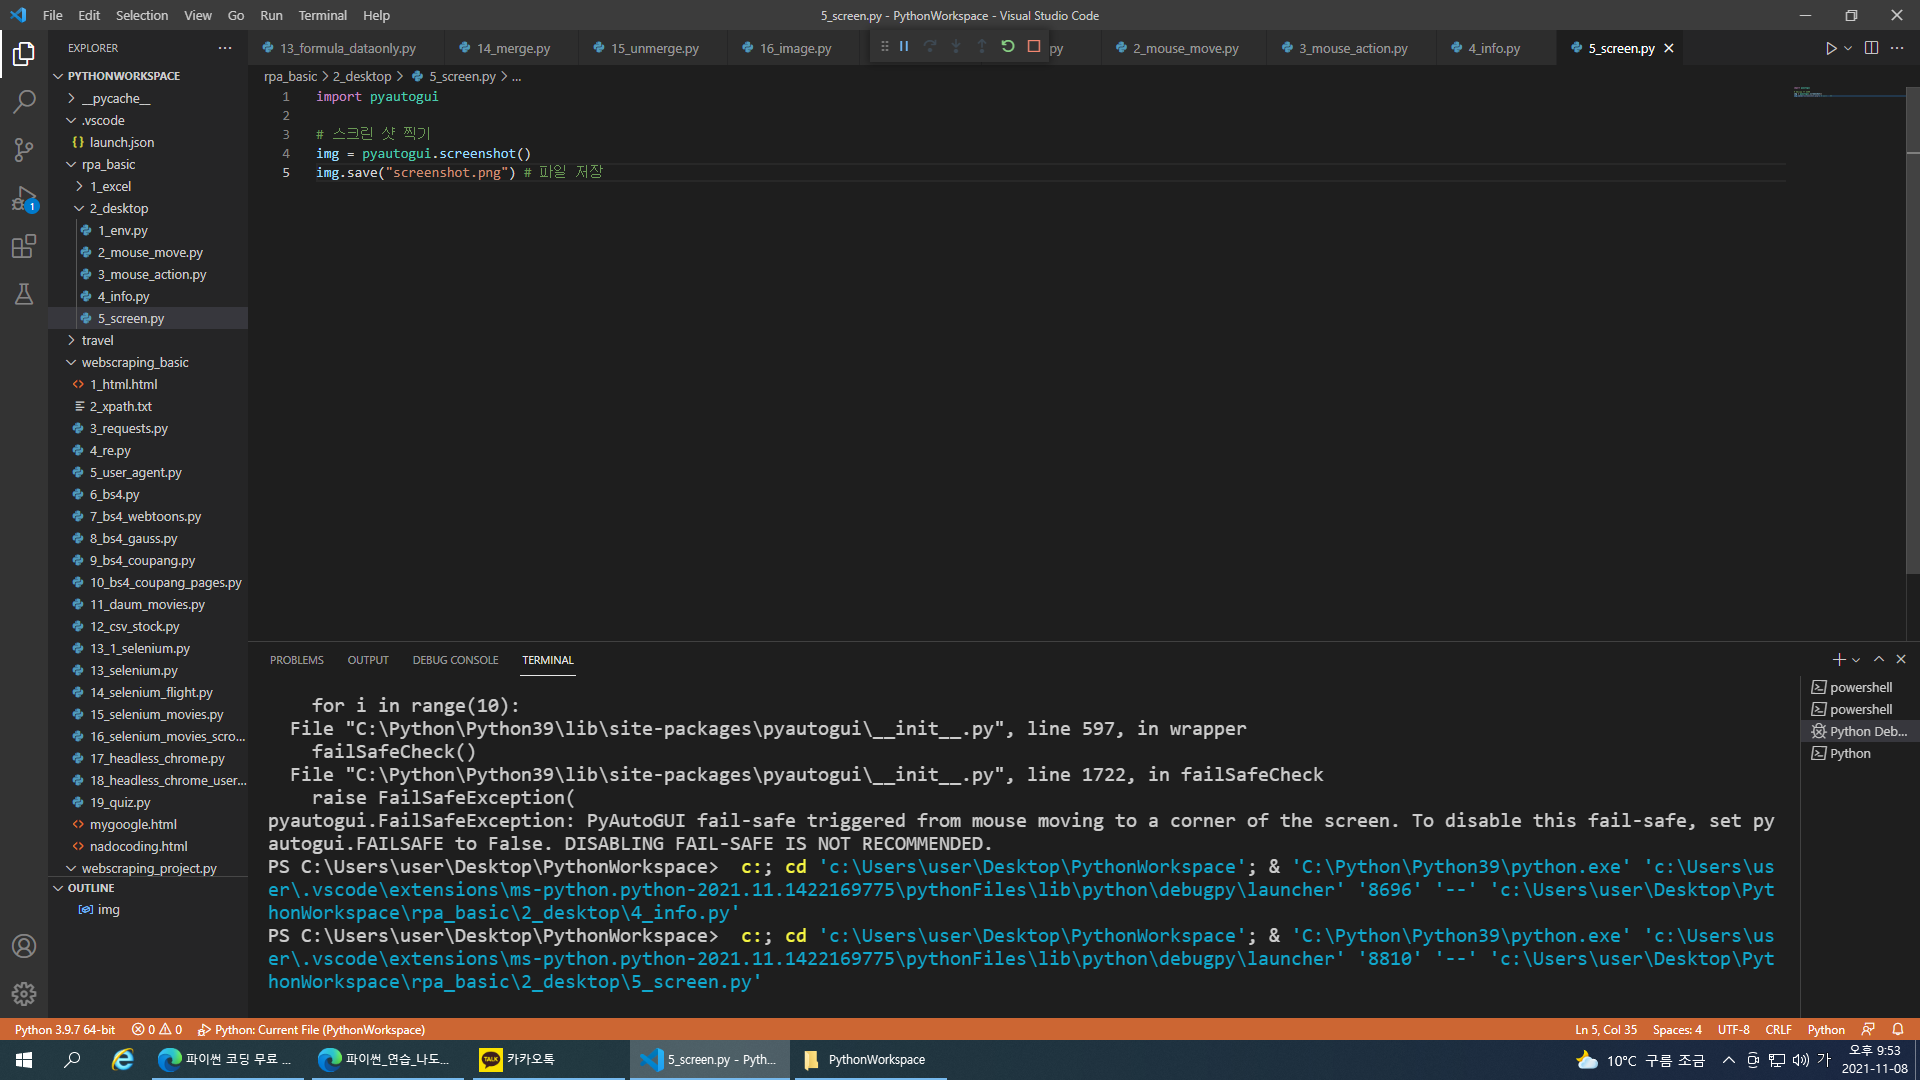 File Edit Selection View Go Run Terminal Help
5_screen.py - PythonWorkspace - Visual Studio Code
EXPLORER
PYTHONWORKSPACE
__pycache__
.vscode
launch.json
rpa_basic
1_excel
2_desktop
1_env.py
2_mouse_move.py
3_mouse_action.py
4_info.py
5_screen.py
travel
webscraping_basic
1_html.html
2_xpath.txt
3_requests.py
4_re.py
5_user_agent.py
6_bs4.py
7_bs4_webtoons.py
8_bs4_gauss.py
9_bs4_coupang.py
10_bs4_coupang_pages.py
11_daum_movies.py
12_csv_stock.py
13_1_selenium.py
13_selenium.py
14_selenium_flight.py
15_selenium_movies.py
16_selenium_movies_scro...
17_headless_chrome.py
18_headless_chrome_user...
19_quiz.py
mygoogle.html
nadocoding.html
webscraping_project.py
OUTLINE
img
13_formula_dataonly.py 14_merge.py 15_unmerge.py 16_image.py py 2_mouse_move.py 3_mouse_action.py 4_info.py 5_screen.py
rpa_basic > 2_desktop > 5_screen.py > ...
1 import pyautogui
2
3 # 스크린 샷 찍기
4 img = pyautogui.screenshot()
5 img.save("screenshot.png") # 파일 저장
PROBLEMS OUTPUT DEBUG CONSOLE TERMINAL
for i in range(10):
File "C:\Python\Python39\lib\site-packages\pyautogui\__init__.py", line 597, in wrapper
failSafeCheck()
File "C:\Python\Python39\lib\site-packages\pyautogui\__init__.py", line 1722, in failSafeCheck
raise FailSafeException(
pyautogui.FailSafeException: PyAutoGUI fail-safe triggered from mouse moving to a corner of the screen. To disable this fail-safe, set py
autogui.FAILSAFE to False. DISABLING FAIL-SAFE IS NOT RECOMMENDED.
PS C:\Users\user\Desktop\PythonWorkspace>  c:; cd 'c:\Users\user\Desktop\PythonWorkspace'; & 'C:\Python\Python39\python.exe' 'c:\Users\us
er\.vscode\extensions\ms-python.python-2021.11.1422169775\pythonFiles\lib\python\debugpy\launcher' '8696' '--' 'c:\Users\user\Desktop\Pyt
honWorkspace\rpa_basic\2_desktop\4_info.py'
PS C:\Users\user\Desktop\PythonWorkspace>  c:; cd 'c:\Users\user\Desktop\PythonWorkspace'; & 'C:\Python\Python39\python.exe' 'c:\Users\us
er\.vscode\extensions\ms-python.python-2021.11.1422169775\pythonFiles\lib\python\debugpy\launcher' '8810' '--' 'c:\Users\user\Desktop\Pyt
honWorkspace\rpa_basic\2_desktop\5_screen.py'
powershell
powershell
Python Deb...
Python
1
Python 3.9.7 64-bit 0 0 Python: Current File (PythonWorkspace) Ln 5, Col 35 Spaces: 4 UTF-8 CRLF Python
파이썬 코딩 무료 ... 파이썬_연습_나도... TALK 카카오톡 5_screen.py - Pyth... PythonWorkspace 10°C 구름 조금 가 오후 9:53
2021-11-08